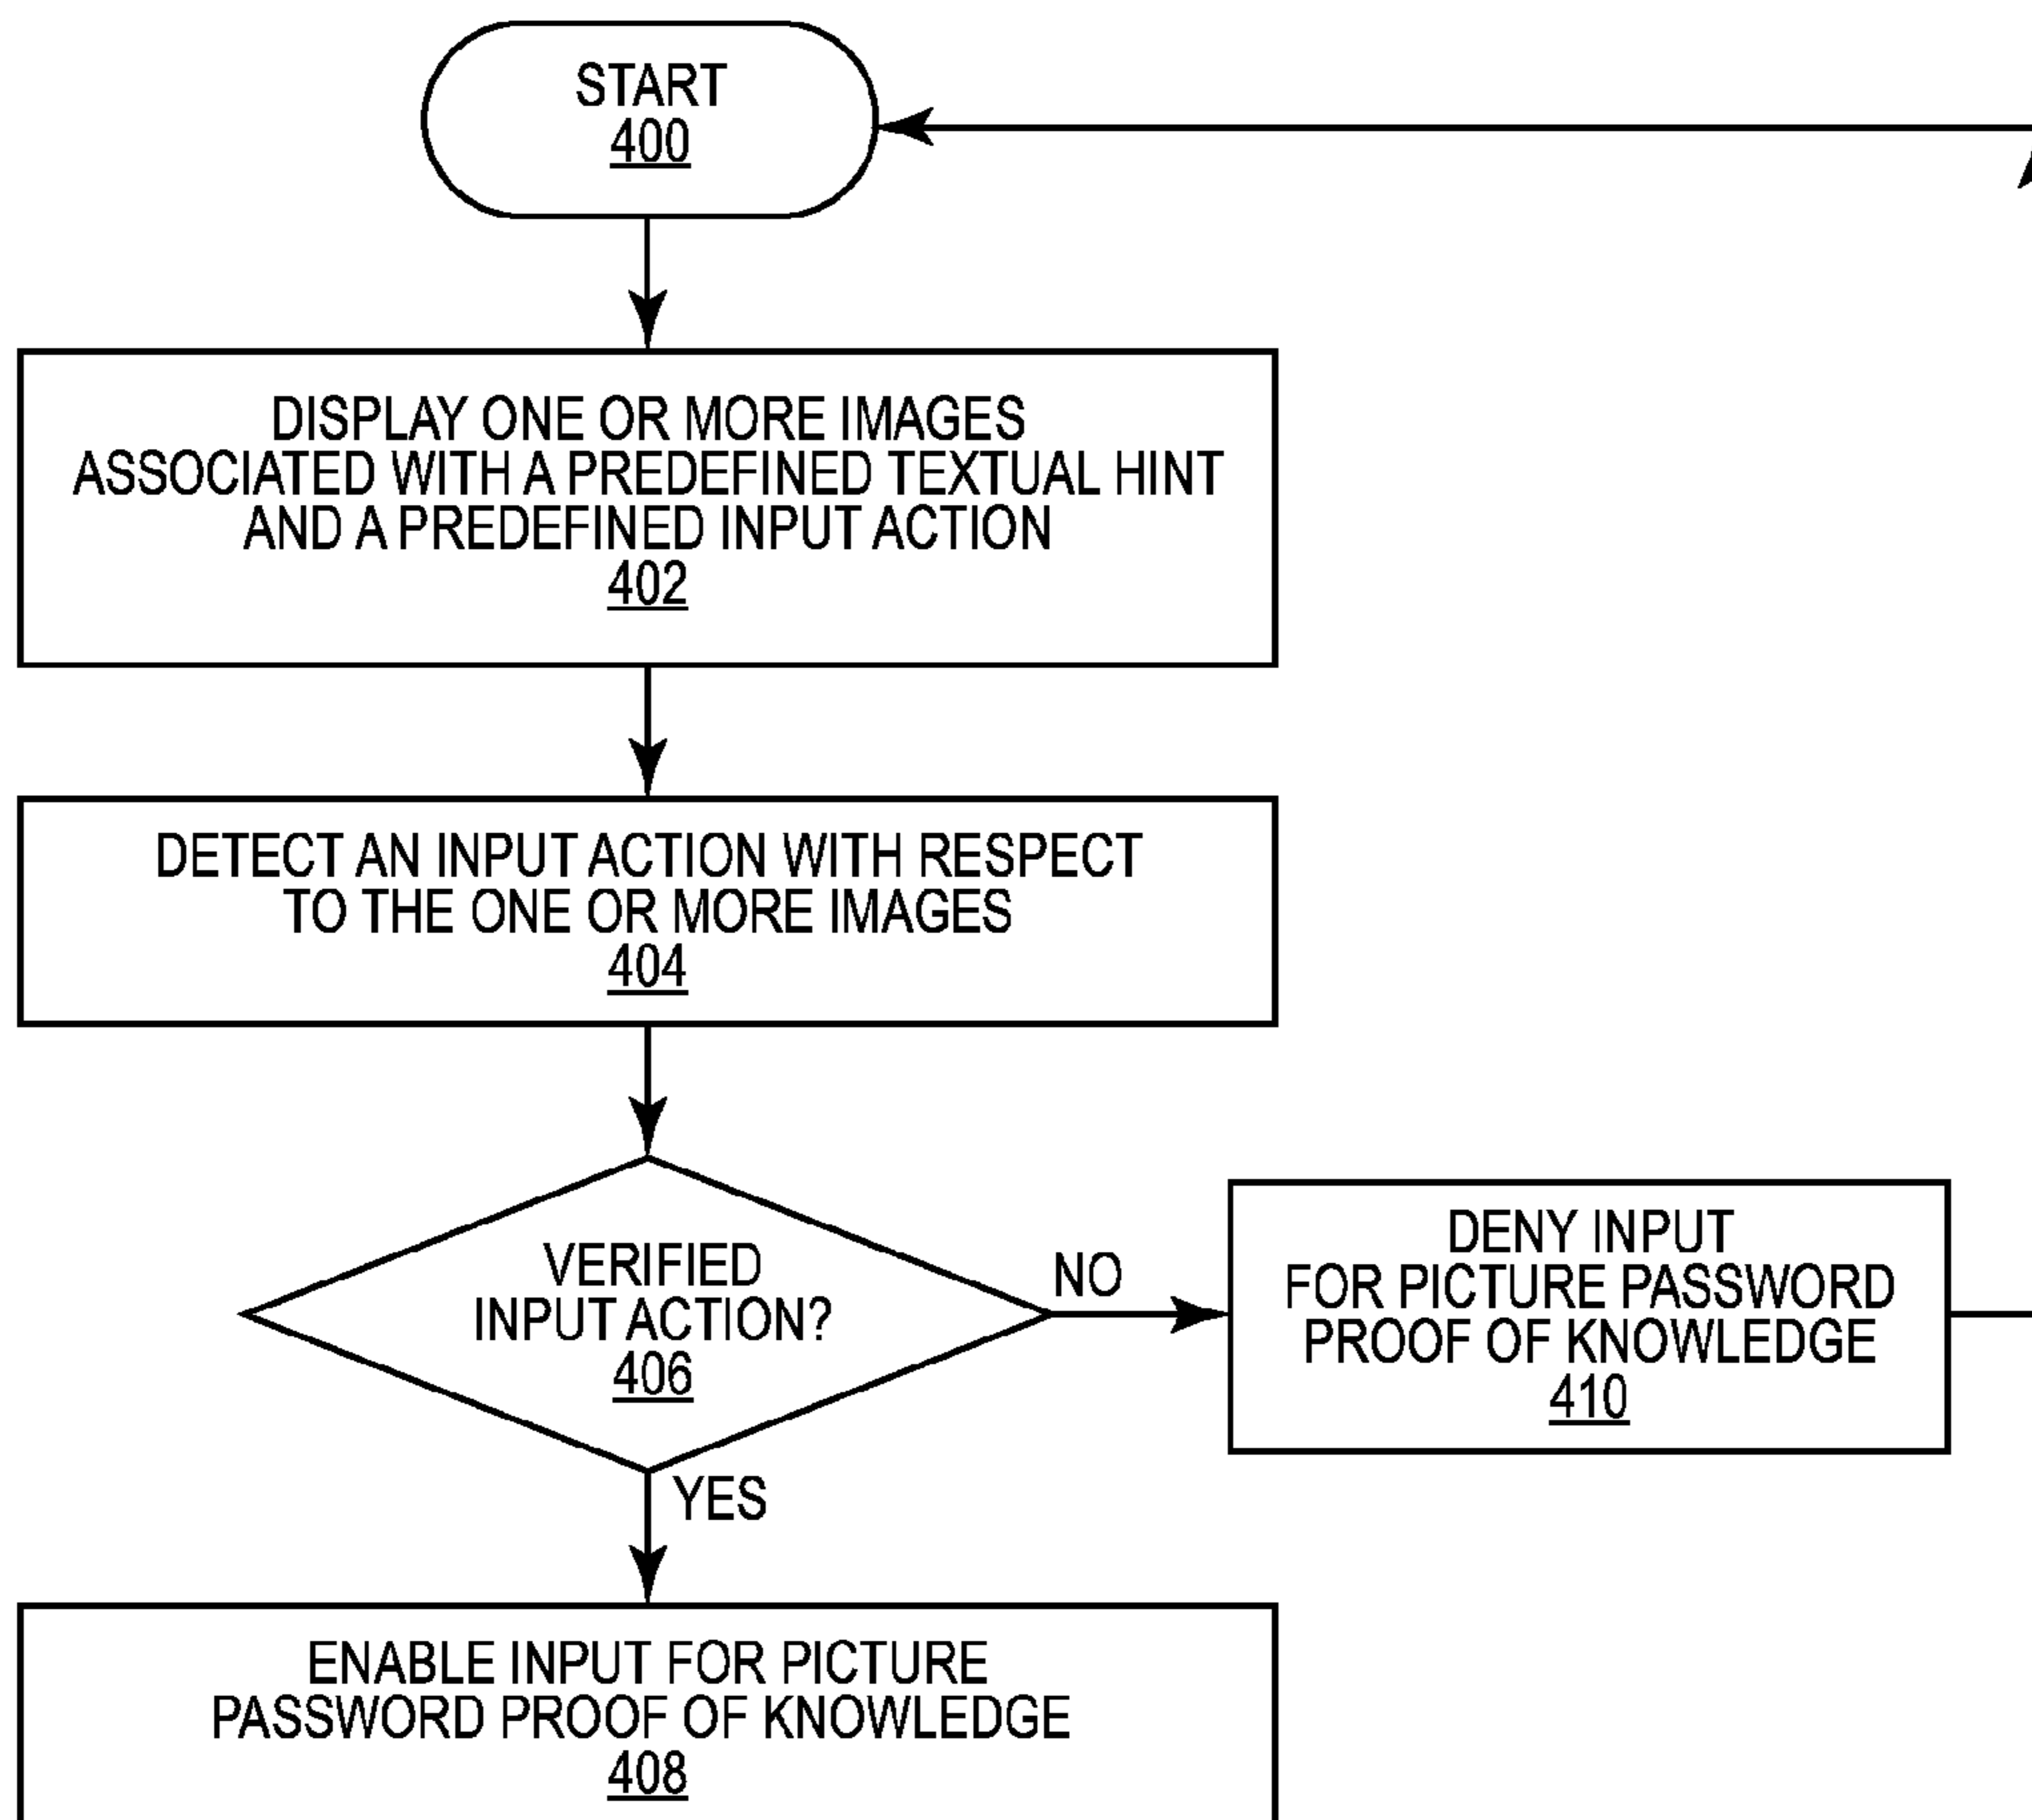 START
400
DISPLAY ONE OR MORE IMAGES
ASSOCIATED WITH A PREDEFINED TEXTUAL HINT
AND A PREDEFINED INPUT ACTION
402
DETECT AN INPUT ACTION WITH RESPECT
TO THE ONE OR MORE IMAGES
404
VERIFIED
INPUT ACTION?
406
NO
DENY INPUT
FOR PICTURE PASSWORD
PROOF OF KNOWLEDGE
410
YES
ENABLE INPUT FOR PICTURE
PASSWORD PROOF OF KNOWLEDGE
408